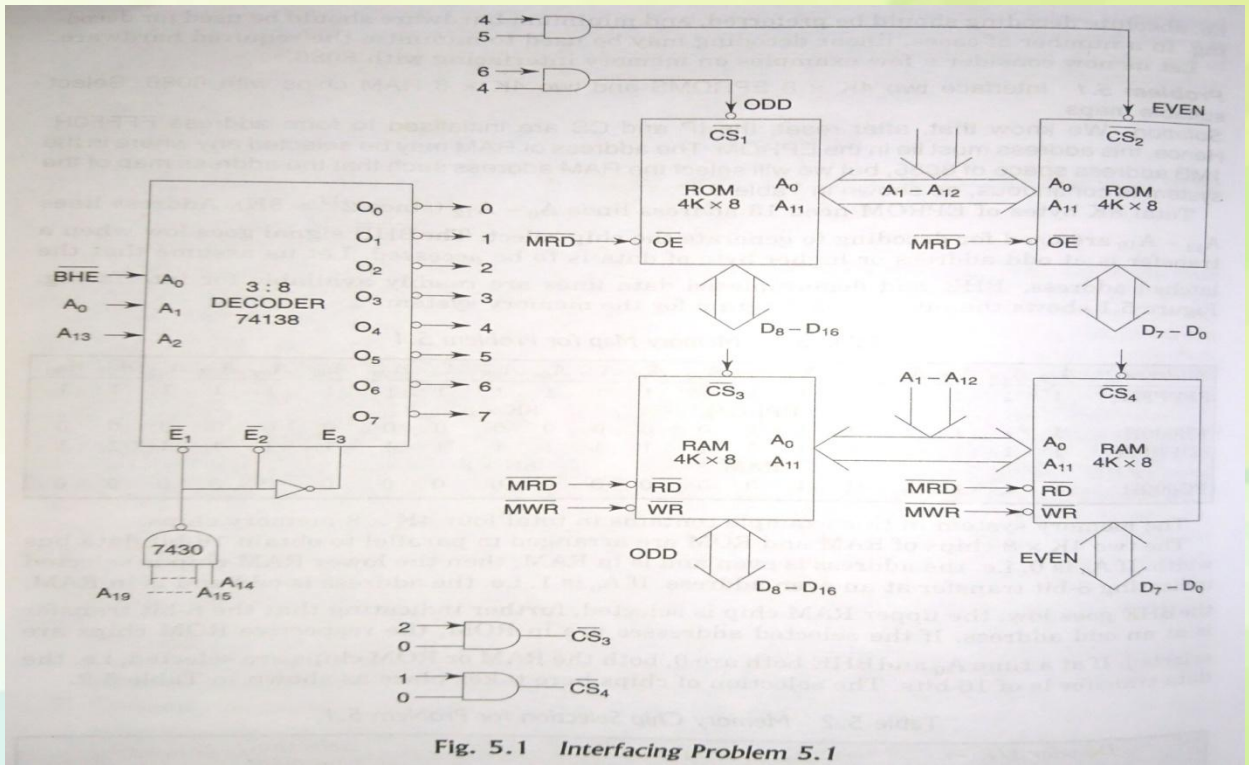 4
5
6
4
ODD
EVEN
CS1
CS2
ROM
4K × 8
A0
A11
A1 – A12
A0
A11
ROM
4K × 8
MRD
OE
MRD
OE
D8 – D16
D7 – D0
BHE
A0
A13
A0
A1
A2
3 : 8
DECODER
74138
O0
O1
O2
O3
O4
O5
O6
O7
0
1
2
3
4
5
6
7
E1
E2
E3
7430
A19
A15
A14
CS3
CS4
RAM
4K × 8
A0
A11
A1 – A12
A0
A11
RAM
4K × 8
MRD
MWR
RD
WR
MRD
MWR
RD
WR
ODD
EVEN
D8 – D16
D7 – D0
2
0
CS3
1
0
CS4
Fig. 5.1 Interfacing Problem 5.1